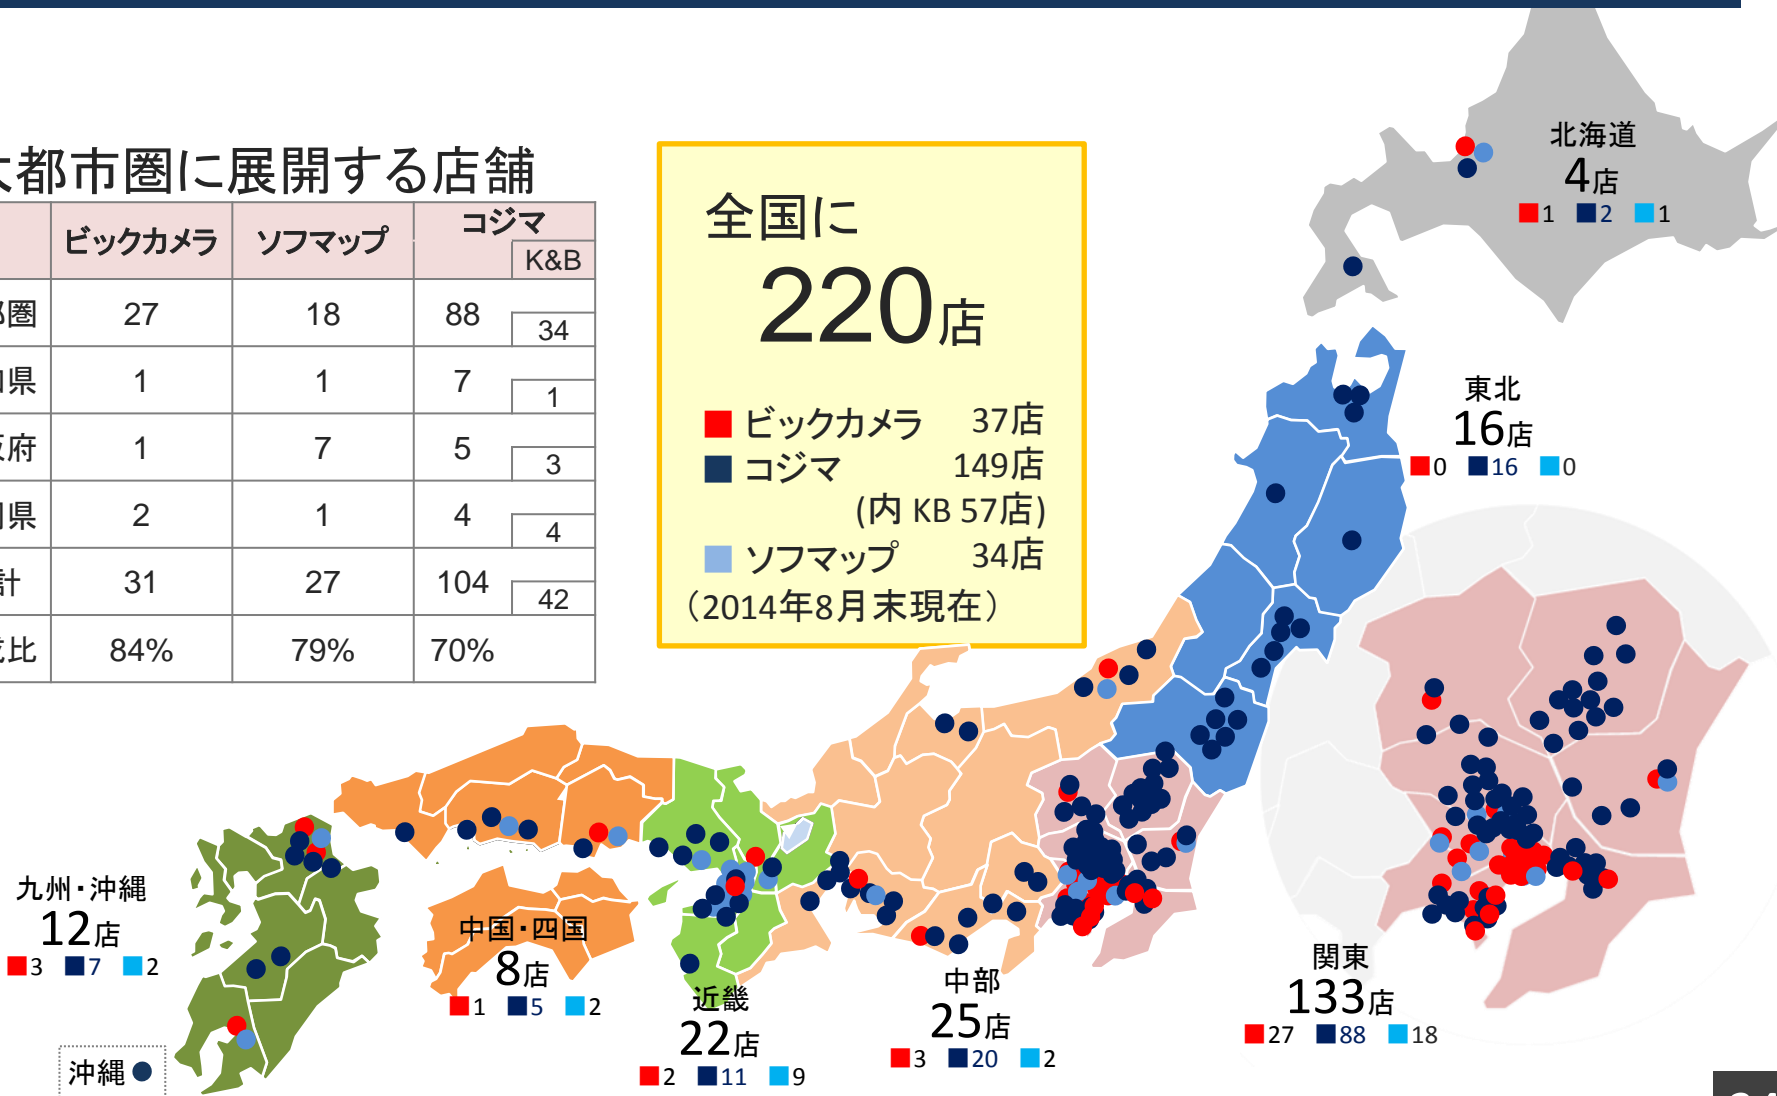 大都市圏に展開する店舗
ビックカメラ ソフマップ コジマ
K&B
圏 27 18 88 34
県 1 1 7 1
府 1 7 5 3
県 2 1 4 4
計 31 27 104 42
比 84% 79% 70%
全国に
220店
ビックカメラ 37店
コジマ 149店
(内 KB 57店)
ソフマップ 34店
（2014年8月末現在）
北海道
4店
1 2 1
東北
16店
0 16 0
関東
133店
27 88 18
中部
25店
3 20 2
近畿
22店
2 11 9
中国・四国
8店
1 5 2
九州・沖縄
12店
3 7 2
沖縄